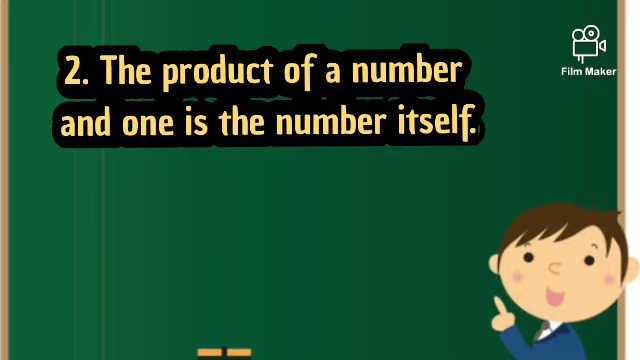 2. The product of a number
and one is the number itself.
Film Maker